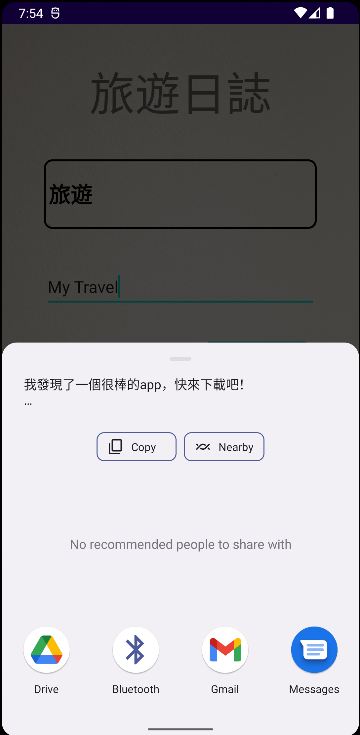 7:54
旅遊日誌
旅遊
My Travel
我發現了一個很棒的app，快來下載吧！
…
Copy
Nearby
No recommended people to share with
Drive
Bluetooth
Gmail
Messages